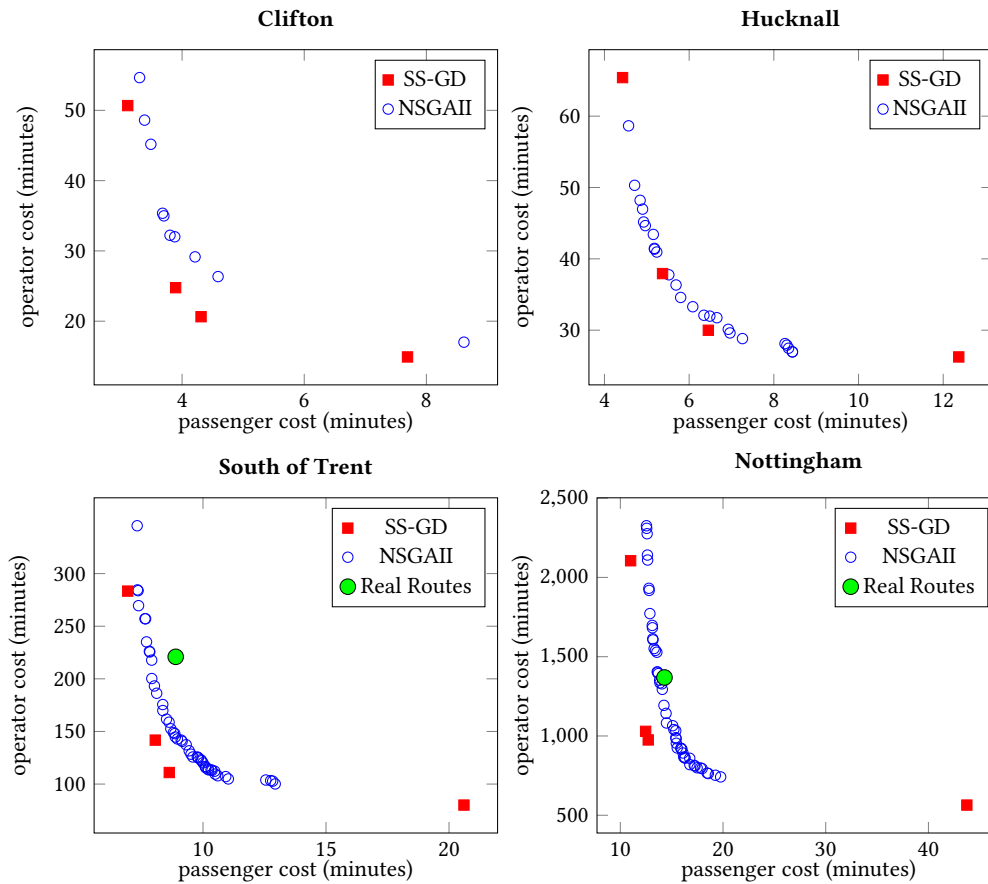 Clifton
SS-GD
NSGAII
50
40
30
20
4
6
8
operator cost (minutes)
passenger cost (minutes)
Hucknall
SS-GD
NSGAII
60
50
40
30
4
6
8
10
12
operator cost (minutes)
passenger cost (minutes)
South of Trent
SS-GD
NSGAII
Real Routes
300
250
200
150
100
10
15
20
operator cost (minutes)
passenger cost (minutes)
Nottingham
SS-GD
NSGAII
Real Routes
2,500
2,000
1,500
1,000
500
10
20
30
40
operator cost (minutes)
passenger cost (minutes)